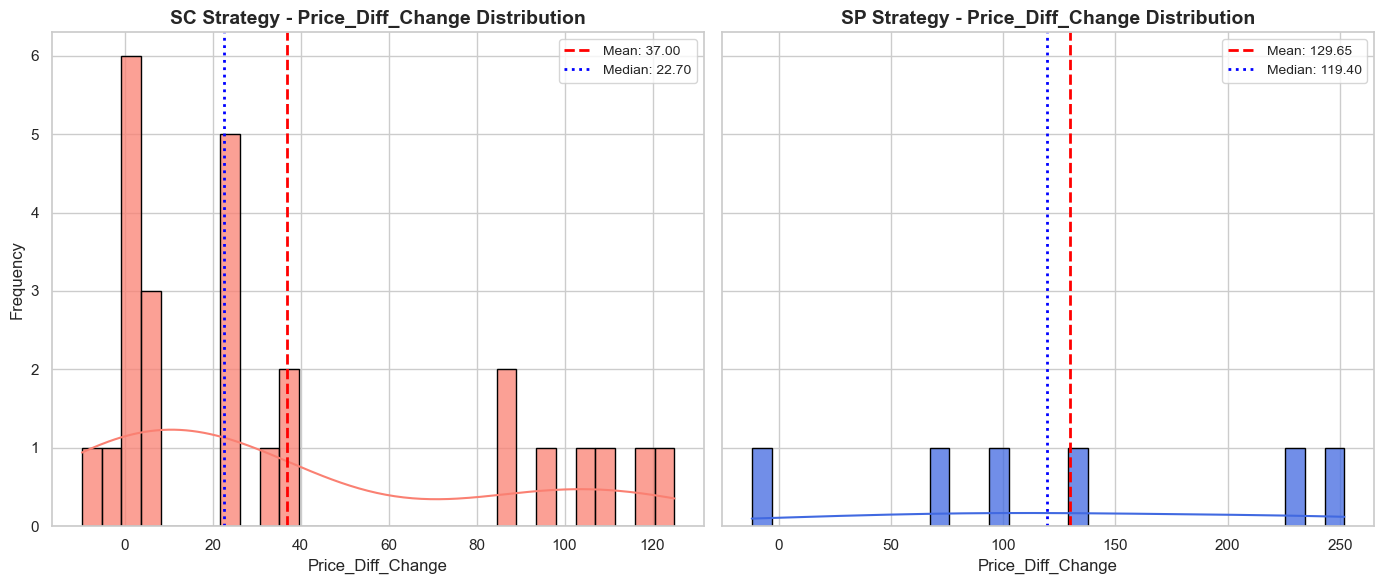 SC Strategy - Price_Diff_Change Distribution
Mean: 37.00
Median: 22.70
Frequency
6
5
4
3
2
1
0
0
20
40
60
80
100
120
Price_Diff_Change
SP Strategy - Price_Diff_Change Distribution
Mean: 129.65
Median: 119.40
0
50
100
150
200
250
Price_Diff_Change